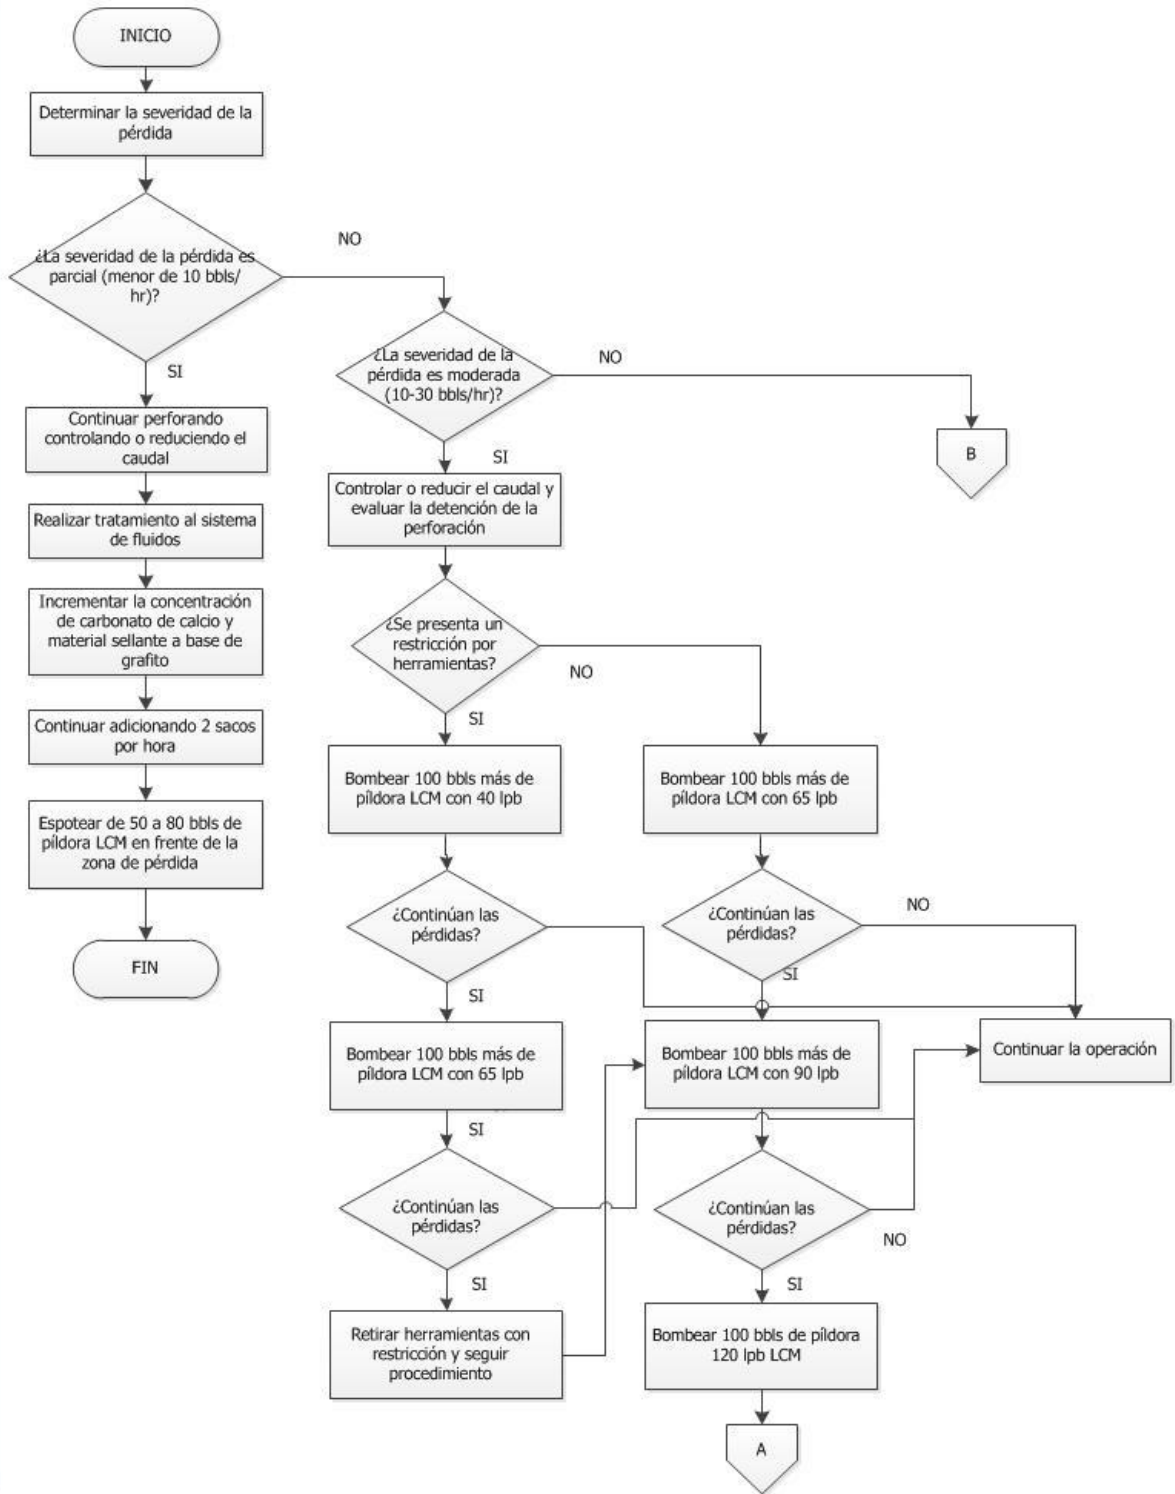 INICIO
Determinar la severidad de la
pérdida
¿La severidad de la pérdida es
parcial (menor de 10 bbls/
hr)?
NO
SI
Continuar perforando
controlando o reduciendo el
caudal
Realizar tratamiento al sistema
de fluidos
Incrementar la concentración
de carbonato de calcio y
material sellante a base de
grafito
Continuar adicionando 2 sacos
por hora
Espotear de 50 a 80 bbls de
píldora LCM en frente de la
zona de pérdida
FIN
¿La severidad de la
pérdida es moderada
(10-30 bbls/hr)?
NO
B
SI
Controlar o reducir el caudal y
evaluar la detención de la
perforación
¿Se presenta un
restricción por
herramientas?
NO
SI
Bombear 100 bbls más de
píldora LCM con 40 lpb
¿Continúan las
pérdidas?
SI
Bombear 100 bbls más de
píldora LCM con 65 lpb
SI
¿Continúan las
pérdidas?
SI
Retirar herramientas con
restricción y seguir
procedimiento
Bombear 100 bbls más de
píldora LCM con 65 lpb
¿Continúan las
pérdidas?
NO
SI
Bombear 100 bbls más de
píldora LCM con 90 lpb
Continuar la operación
¿Continúan las
pérdidas?
NO
SI
Bombear 100 bbls de píldora
120 lpb LCM
A